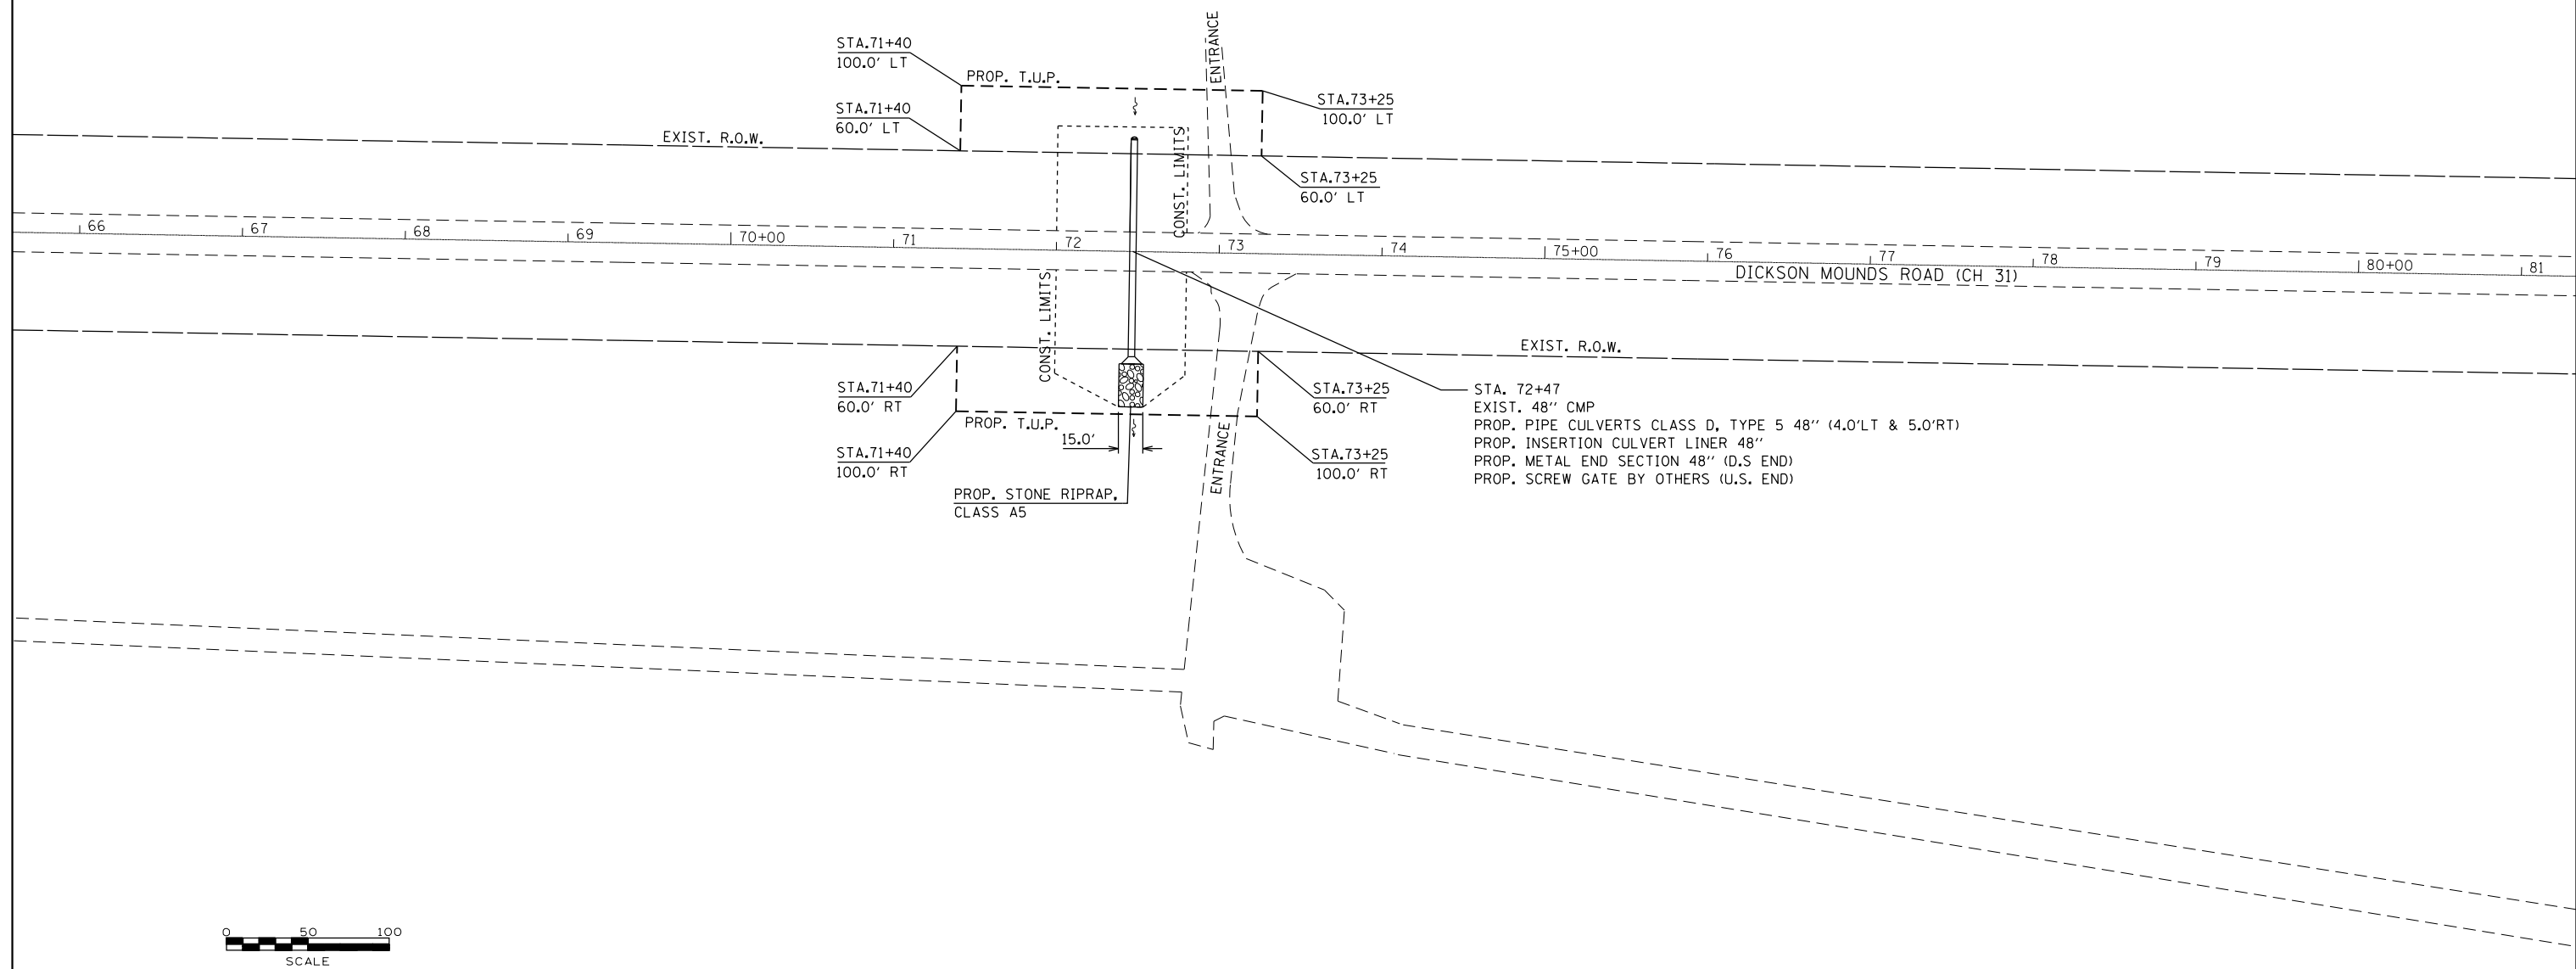 ENTRANCE
STA.71+40
100.0' LT
PROP. T.U.P.
STA.73+25
100.0' LT
STA.71+40
60.0' LT
EXIST. R.O.W.
CONST. LIMITS
STA.73+25
60.0' LT
66
67
68
69
70+00
71
72
73
74
75+00
76
77
78
79
80+00
81
DICKSON MOUNDS ROAD (CH 31)
CONST. LIMITS
EXIST. R.O.W.
STA.71+40
60.0' RT
STA.73+25
60.0' RT
STA. 72+47
EXIST. 48" CMP
PROP. PIPE CULVERTS CLASS D, TYPE 5 48" (4.0'LT & 5.0'RT)
PROP. INSERTION CULVERT LINER 48"
PROP. METAL END SECTION 48" (D.S END)
PROP. SCREW GATE BY OTHERS (U.S. END)
PROP. T.U.P.
15.0'
ENTRANCE
STA.71+40
100.0' RT
STA.73+25
100.0' RT
PROP. STONE RIPRAP,
CLASS A5
0 50 100
SCALE